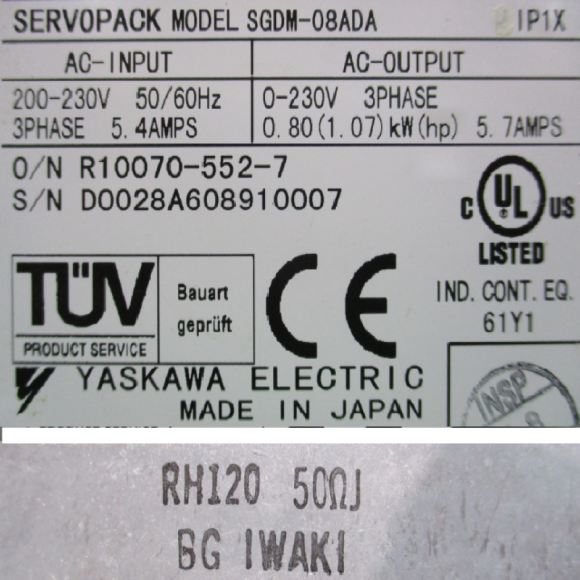 SERVOPACK MODEL SGDM-08ADA IP1X
AC-INPUT AC-OUTPUT
200-230V 50/60Hz 0-230V 3PHASE
3PHASE 5.4AMPS 0.80(1.07)kW(hp) 5.7AMPS
O/N R10070-552-7
S/N D0028A608910007
C UL US
LISTED
IND. CONT. EQ.
61Y1
TÜV
PRODUCT SERVICE
Bauart
geprüft
CE
YASKAWA ELECTRIC
MADE IN JAPAN
INSP
RH120 50ΩJ
BG IWAKI